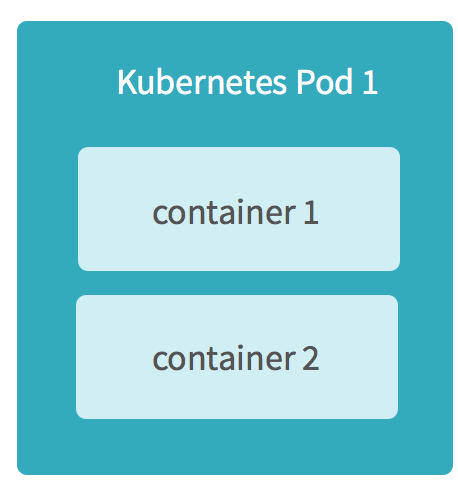 Kubernetes Pod 1
container 1
container 2